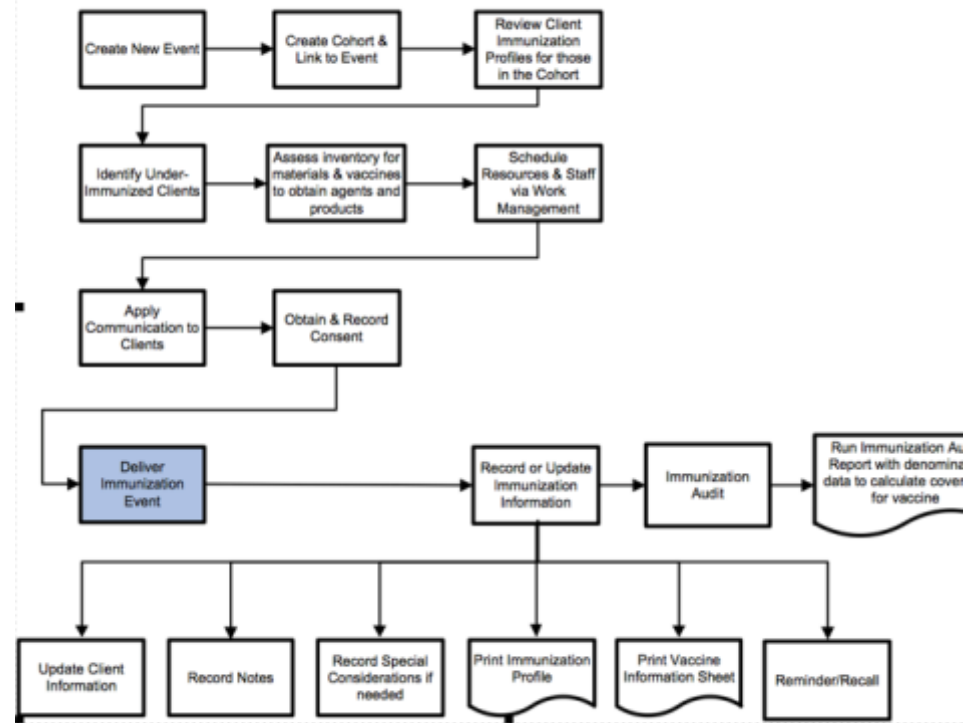 Create New Event
Create Cohort &
Link to Event
Review Client
Immunization
Profiles for those
in the Cohort
Identify Under-
Immunized Clients
Assess inventory for
materials & vaccines
to obtain agents and
products
Schedule
Resources & Staff
via Work
Management
Apply
Communication to
Clients
Obtain & Record
Consent
Deliver
Immunization
Event
Record or Update
Immunization
Information
Immunization
Audit
Run Immunization Au
Report with denomina
data to calculate cover
for vaccine
Update Client
Information
Record Notes
Record Special
Considerations if
needed
Print Immunization
Profile
Print Vaccine
Information Sheet
Reminder/Recall